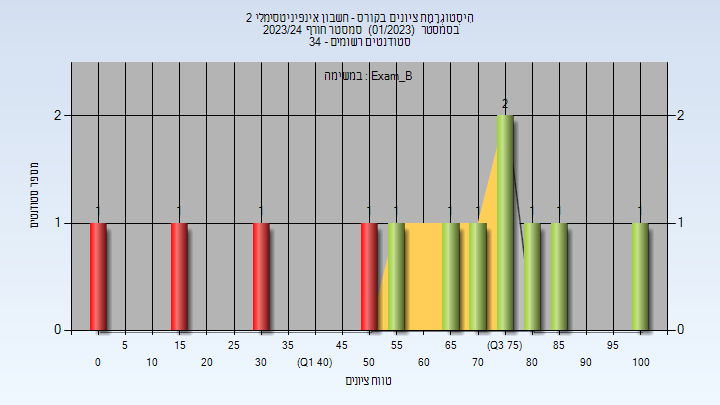 היסטוגרמת ציונים בקורס - חשבון אינפיניטסימלי 2
בסמסטר (01/2023) סמסטר חורף 2023/24
סטודנטים רשומים - 34
במשימה : Exam_B
מספר סטודנטים
2 2
1 1
0 0
1 1 1 1 1 1 1 2 1 1 1
5 15 25 35 45 55 65 (Q3 75) 85 95
0 10 20 30 (Q1 40) 50 60 70 80 90 100
טווח ציונים